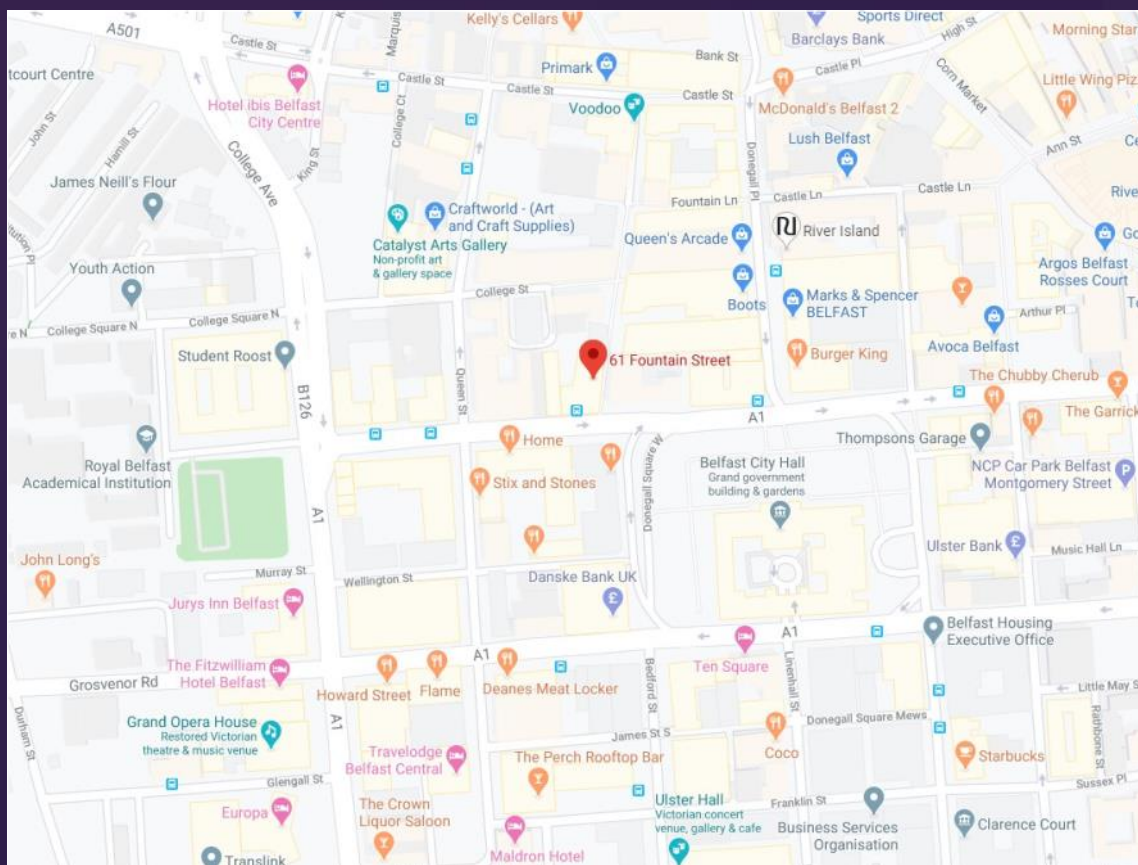 Kelly's Cellars
Sports Direct
A501
Castle St
Marquis
Bank St
Barclays Bank
High St
Morning Star
tcourt Centre
Castle St
Primark
Castle Pl
Corn Market
Hotel ibis Belfast
City Centre
Castle St
Castle St
McDonald's Belfast 2
Little Wing Piz
Voodoo
John St
Hamill St
College Ave
King St
College Ct
Donegall Pl
Lush Belfast
Ann St
Ce
James Neill's Flour
Castle Ln
Castle Ln
Rive
Fountain Ln
Craftworld - (Art
and Craft Supplies)
River Island
Go
Catalyst Arts Gallery
Non-profit art
& gallery space
Queen's Arcade
Argos Belfast
Rosses Court
Youth Action
College St
Boots
Marks & Spencer
BELFAST
Arthur Pl
College Square N
College Square N
Student Roost
61 Fountain Street
Burger King
Avoca Belfast
B126
Queen St
The Chubby Cherub
A1
The Garrick
Home
Thompsons Garage
Royal Belfast
Academical Institution
Stix and Stones
Donegall Square W
Belfast City Hall
Grand government
building & gardens
NCP Car Park Belfast
Montgomery Street
A1
John Long's
Ulster Bank
Music Hall Ln
Murray St
Wellington St
Danske Bank UK
Jurys Inn Belfast
Belfast Housing
Executive Office
A1
A1
The Fitzwilliam
Hotel Belfast
Ten Square
Grosvenor Rd
Howard Street
Flame
Deanes Meat Locker
Bedford St
Linenhall St
Little May S
Durham St
A1
Grand Opera House
Restored Victorian
theatre & music venue
Donegall Square Mews
Rathbone St
James St S
Travelodge
Belfast Central
The Perch Rooftop Bar
Coco
Starbucks
Glengall St
Sussex Pl
Europa
The Crown
Liquor Saloon
Ulster Hall
Victorian concert
venue, gallery & cafe
Franklin St
Business Services
Organisation
Clarence Court
Maldron Hotel
Translink